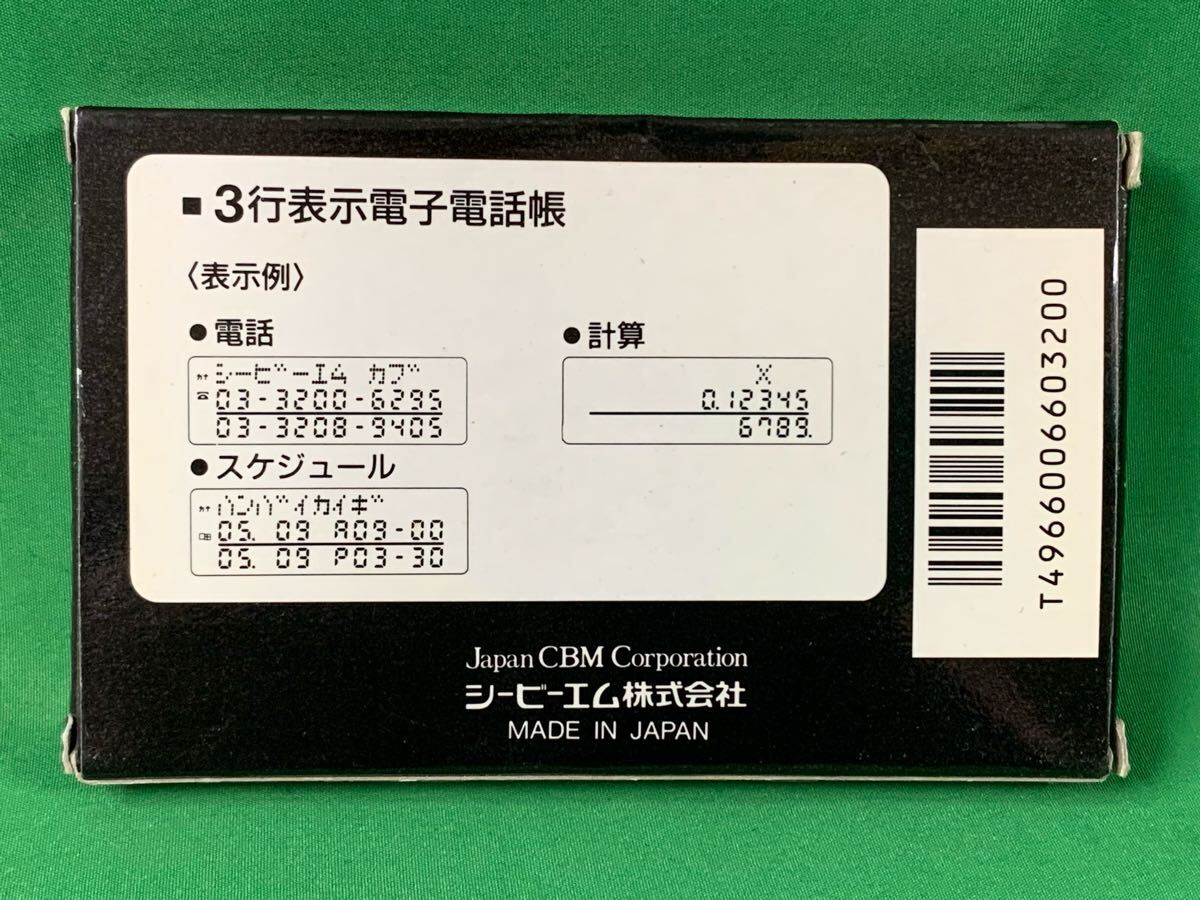 ■3行表示電子電話帳
〈表示例〉
●電話
カナ シービーエム カブ
03-3200-6295
03-3208-9405
●計算
X
0.12345
6789.
●スケジュール
カナ ハンバイカイギ
05. 09 A09-00
05. 09 P03-30
T4966006603200
Japan CBM Corporation
シービーエム株式会社
MADE IN JAPAN